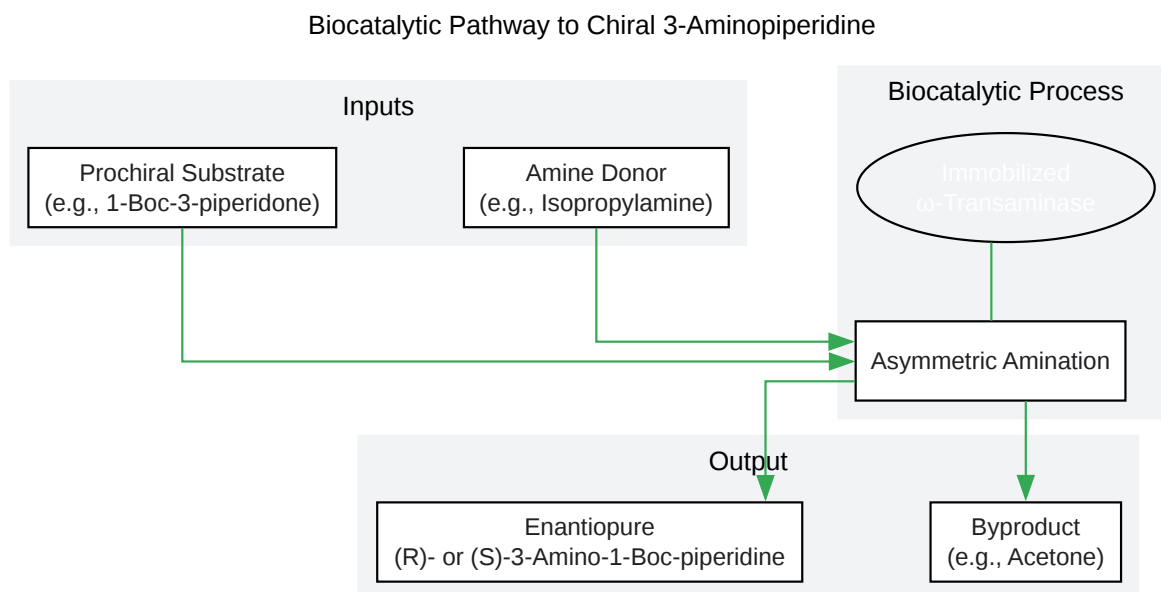 Biocatalytic Pathway to Chiral 3-Aminopiperidine
Inputs
Prochiral Substrate
(e.g., 1-Boc-3-piperidone)
Amine Donor
(e.g., Isopropylamine)
Biocatalytic Process
Immobilized
ω-Transaminase
Asymmetric Amination
Output
Enantiopure
(R)- or (S)-3-Amino-1-Boc-piperidine
Byproduct
(e.g., Acetone)